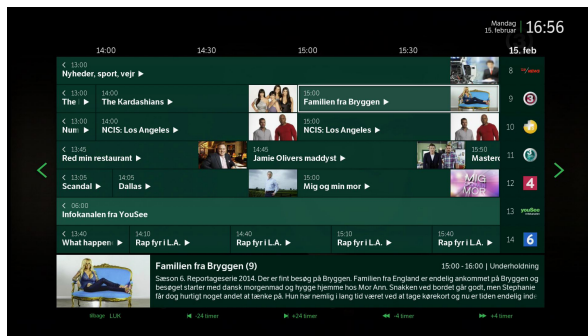 Mandag
15. februar
16:56
14:00 14:30 15:00 15:30 15. feb
13:00
Nyheder, sport, vejr
8
13:00 14:00 15:00
The The Kardashians Familien fra Bryggen
9 3
13:00 14:00 15:00
Num NCIS: Los Angeles NCIS: Los Angeles
10
13:45 14:45 15:50
Red min restaurant Jamie Olivers maddyst Masterc
11
13:05 14:05 15:00
Scandal Dallas Mig og min mor
MIG OG MOR
12 4
06:00
Infokanalen fra YouSee
13 youSee
13:40 14:10 14:40 15:10 15:40
What happen Rap fyr i L.A. Rap fyr i L.A. Rap fyr i L.A. Rap fyr i L.A.
14 6
Familien fra Bryggen (9) 15:00 - 16:00 | Underholdning
Sæson 6. Reportageserie 2014. Der er fint besøg på Bryggen. Familien fra England er endelig ankommet på Bryggen og
besøget starter med dansk morgenmad og hygge hjemme hos Mor Ann. Snakken ved bordet går godt, men Stephanie
får dog hurtigt noget andet at tænke på. Hun har nemlig i lang tid været ved at tage kørekort og nu er tiden endelig inde
tilbage LUK -24 timer +24 timer -4 timer +4 timer